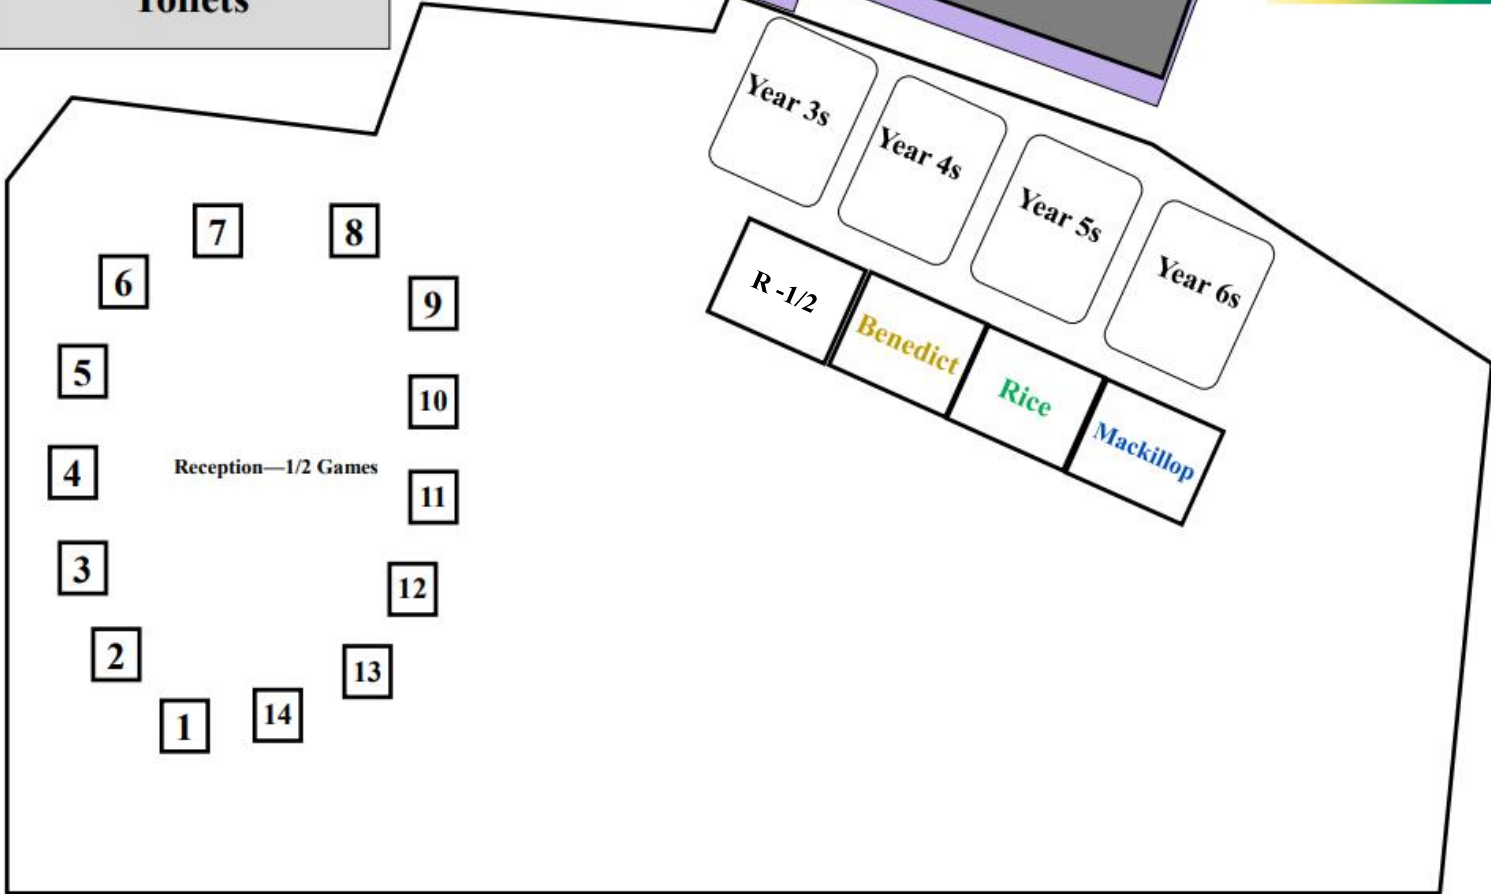 Toilets
Year 3s
Year 4s
Year 5s
Year 6s
R -1/2
Benedict
Rice
Mackillop
7
8
6
9
5
10
4
Reception—1/2 Games
11
3
12
2
13
1
14